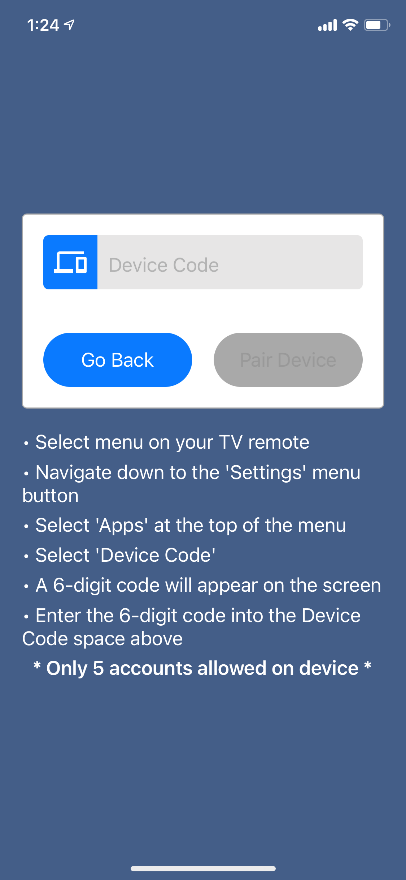 1:24
Device Code
Go Back
Pair Device
• Select menu on your TV remote
• Navigate down to the 'Settings' menu
button
• Select 'Apps' at the top of the menu
• Select 'Device Code'
• A 6-digit code will appear on the screen
• Enter the 6-digit code into the Device
Code space above
* Only 5 accounts allowed on device *